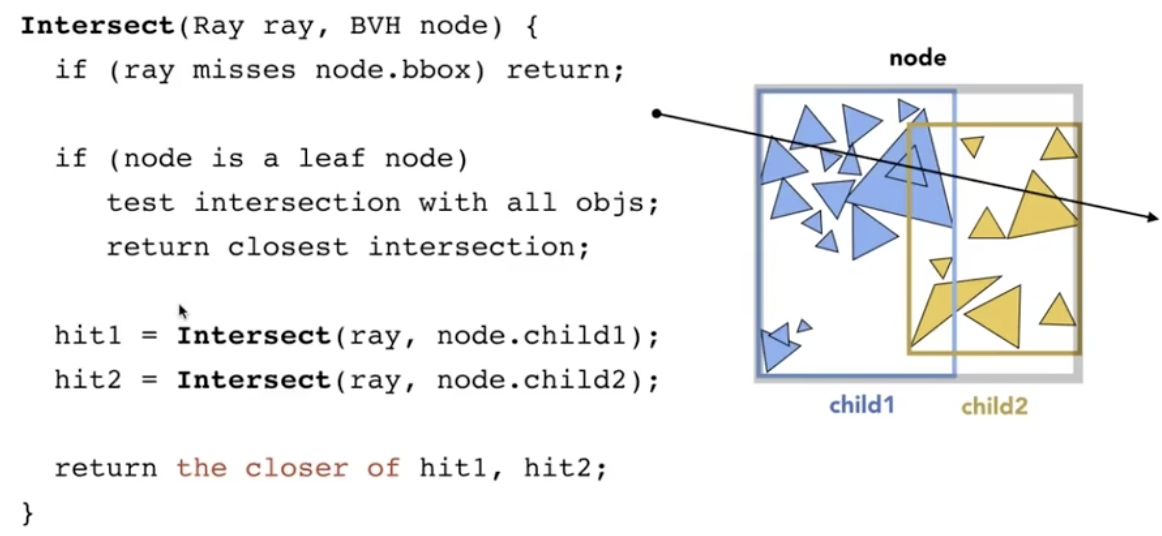 Intersect(Ray ray, BVH node) {
if (ray misses node.bbox) return;
if (node is a leaf node)
test intersection with all objs;
return closest intersection;
hit1 = Intersect(ray, node.child1);
hit2 = Intersect(ray, node.child2);
return the closer of hit1, hit2;
}
node
child1
child2